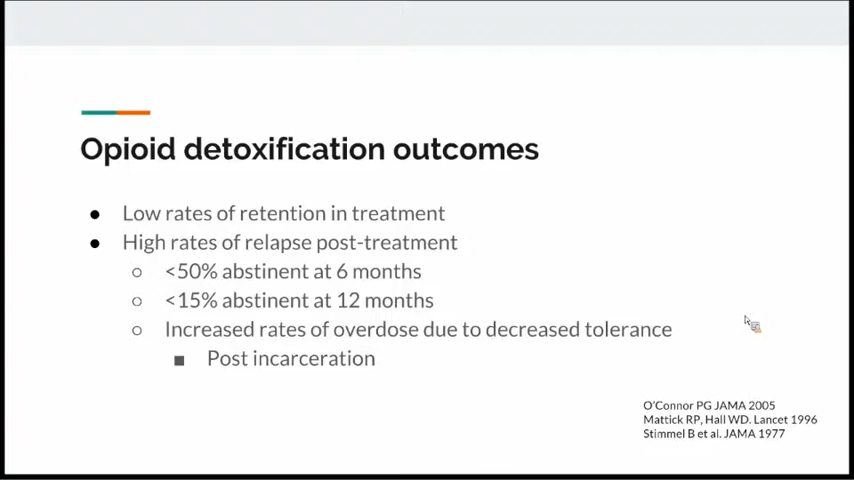 Opioid detoxification outcomes
● Low rates of retention in treatment
● High rates of relapse post-treatment
○ <50% abstinent at 6 months
○ <15% abstinent at 12 months
○ Increased rates of overdose due to decreased tolerance
■ Post incarceration
O'Connor PG JAMA 2005
Mattick RP, Hall WD. Lancet 1996
Stimmel B et al. JAMA 1977